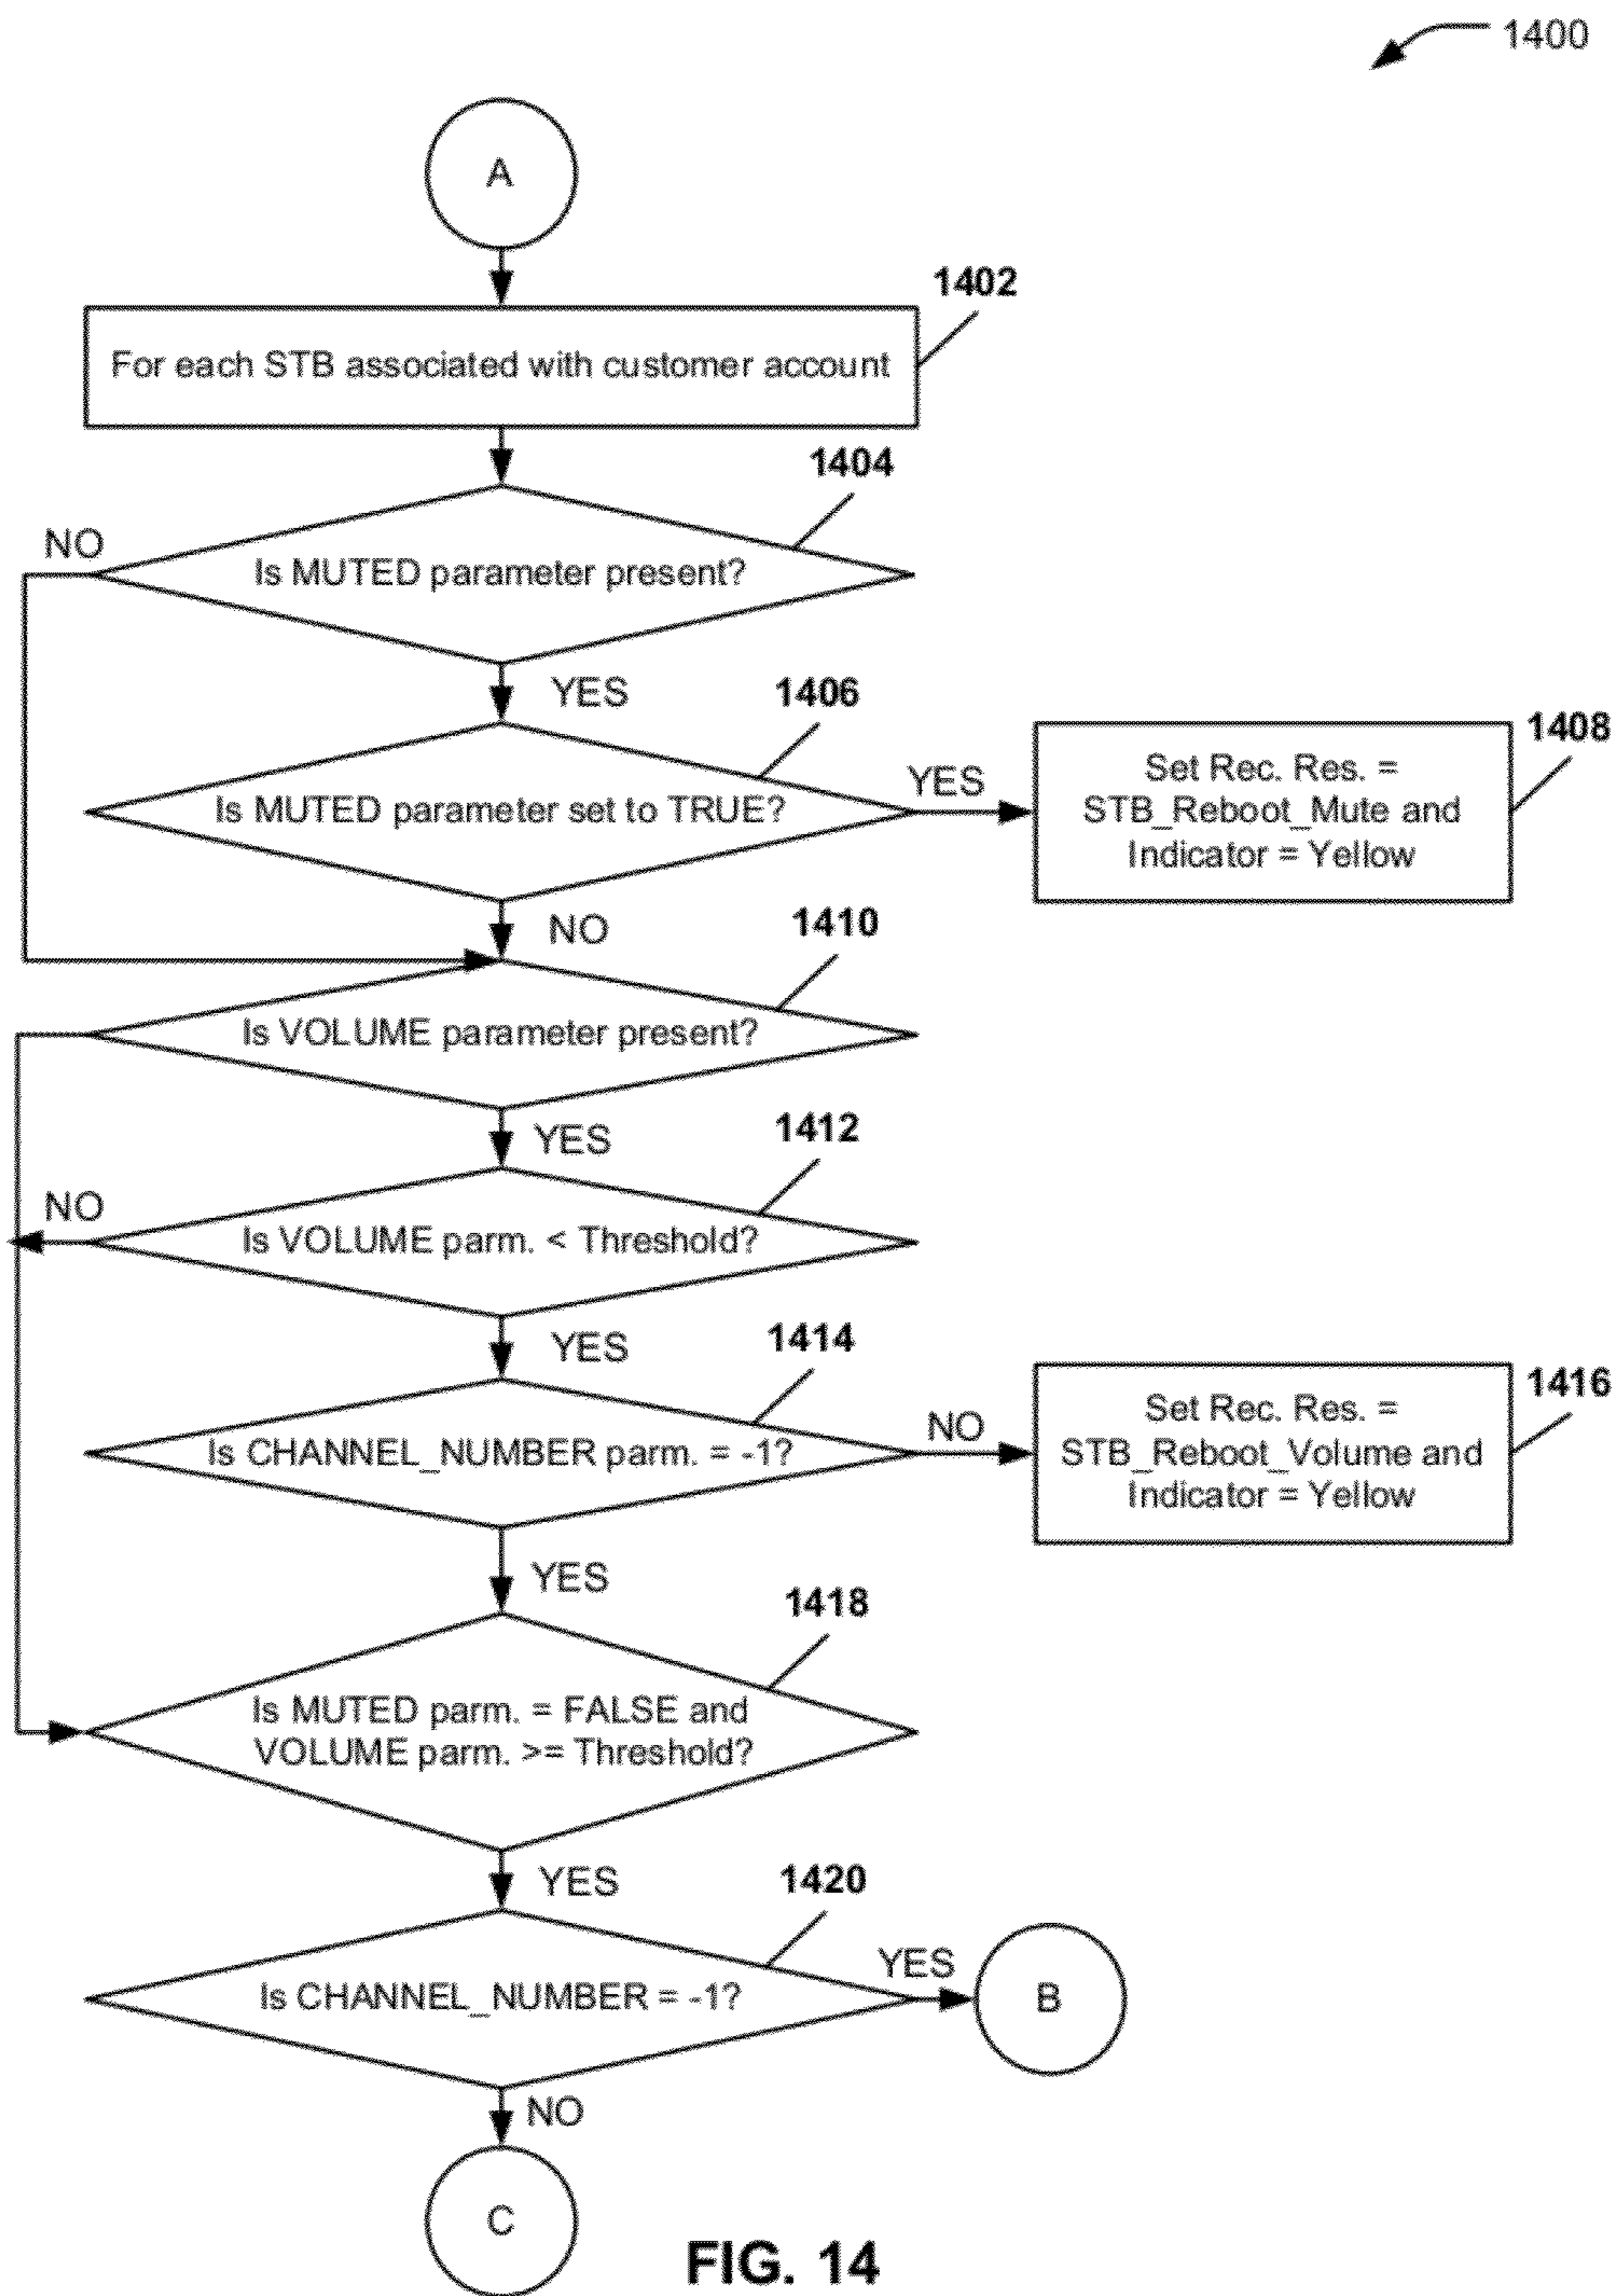 1400
A
1402
For each STB associated with customer account
1404
NO
Is MUTED parameter present?
YES
1406
Is MUTED parameter set to TRUE?
YES
1408
Set Rec. Res. =
STB_Reboot_Mute and
Indicator = Yellow
NO
1410
Is VOLUME parameter present?
YES
1412
NO
Is VOLUME parm. < Threshold?
YES
1414
Is CHANNEL_NUMBER parm. = -1?
NO
1416
Set Rec. Res. =
STB_Reboot_Volume and
Indicator = Yellow
YES
1418
Is MUTED parm. = FALSE and
VOLUME parm. >= Threshold?
YES
1420
Is CHANNEL_NUMBER = -1?
YES
B
NO
C
FIG. 14